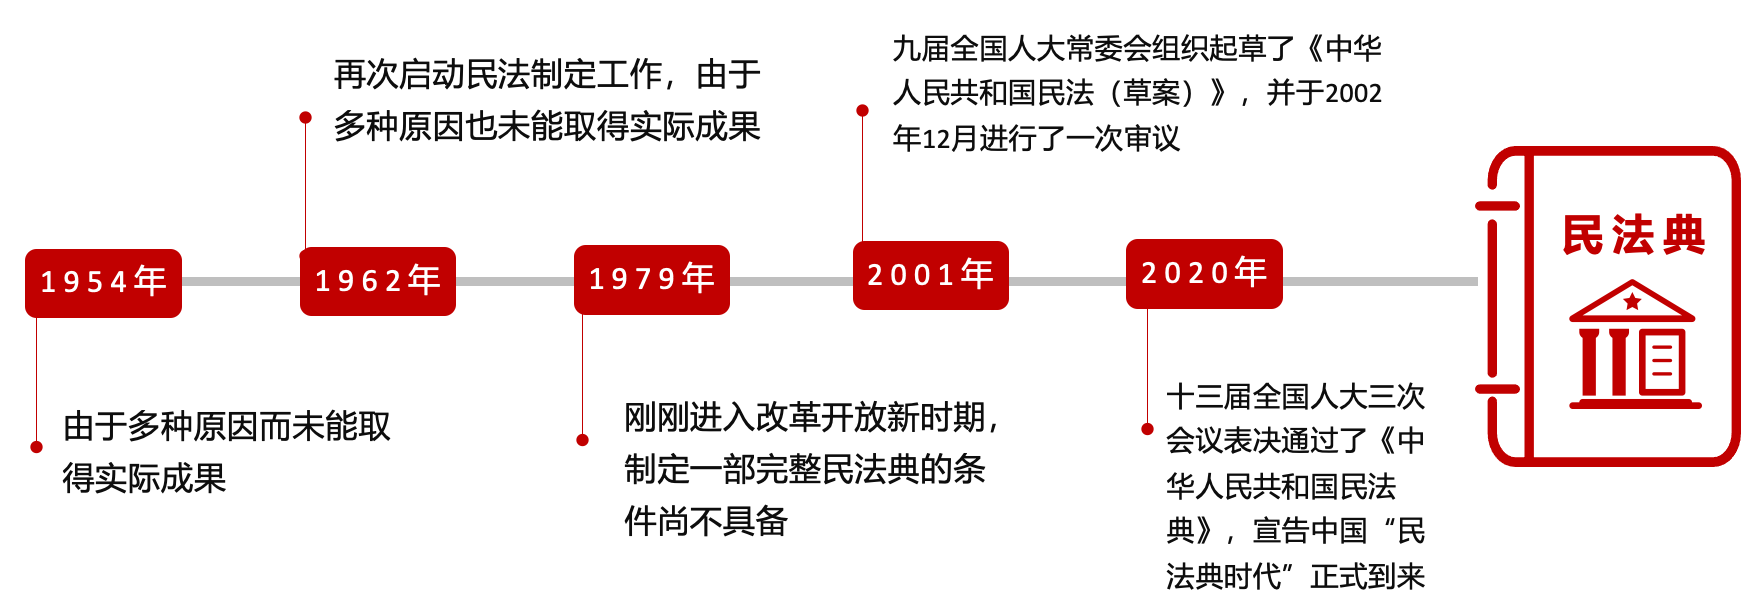 1954年
由于多种原因而未能取
得实际成果
1962年
再次启动民法制定工作，由于
多种原因也未能取得实际成果
1979年
刚刚进入改革开放新时期，
制定一部完整民法典的条
件尚不具备
2001年
九届全国人大常委会组织起草了《中华
人民共和国民法（草案）》，并于2002
年12月进行了一次审议
2020年
十三届全国人大三次
会议表决通过了《中
华人民共和国民法
典》，宣告中国“民
法典时代”正式到来
民法典